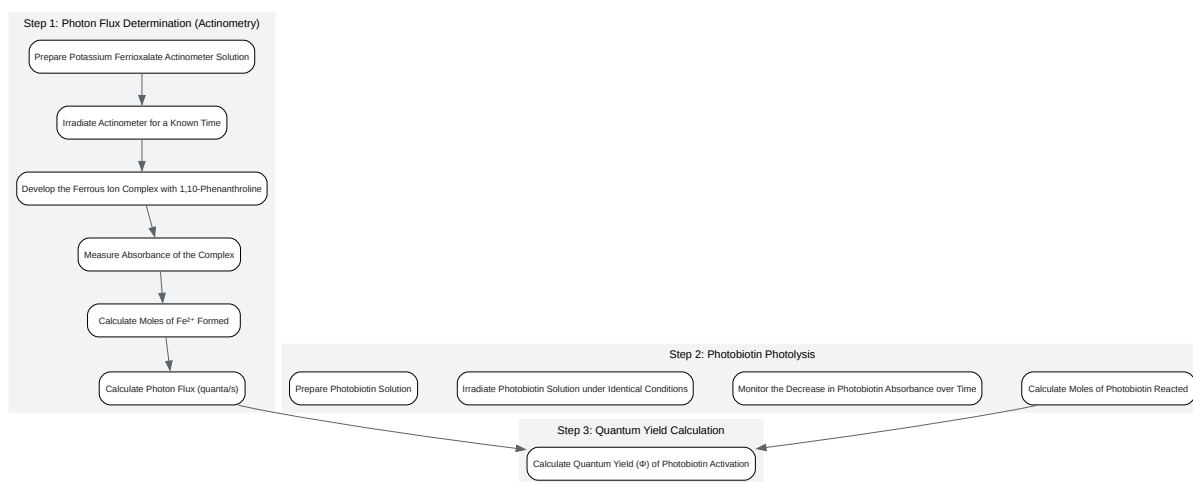 Step 1: Photon Flux Determination (Actinometry)
Prepare Potassium Ferrioxalate Actinometer Solution
Irradiate Actinometer for a Known Time
Develop the Ferrous Ion Complex with 1,10-Phenanthroline
Measure Absorbance of the Complex
Calculate Moles of Fe²⁺ Formed
Calculate Photon Flux (quanta/s)
Step 2: Photobiotin Photolysis
Prepare Photobiotin Solution
Irradiate Photobiotin Solution under Identical Conditions
Monitor the Decrease in Photobiotin Absorbance over Time
Calculate Moles of Photobiotin Reacted
Step 3: Quantum Yield Calculation
Calculate Quantum Yield (Φ) of Photobiotin Activation